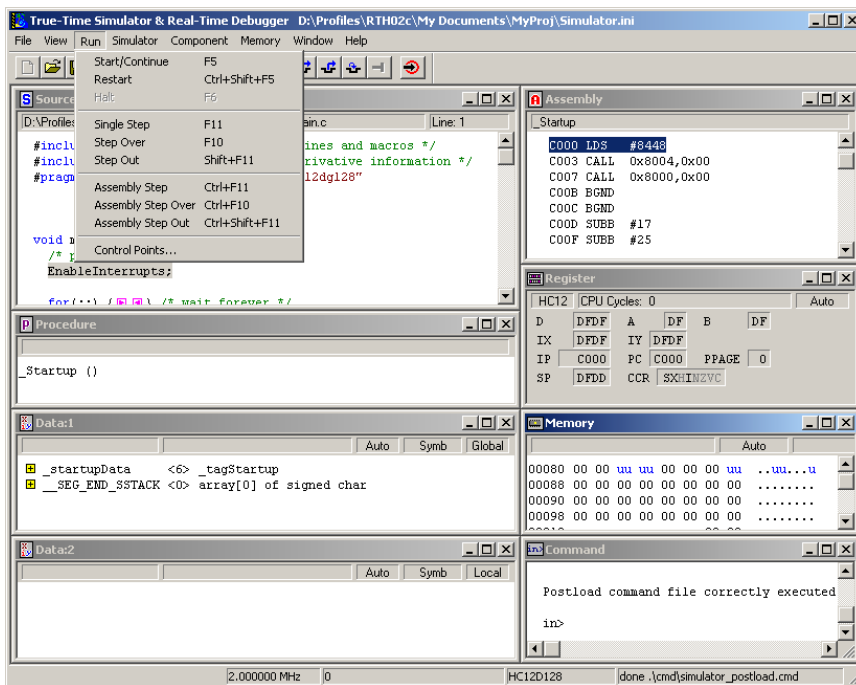 True-Time Simulator & Real-Time Debugger D:\Profiles\RTH02c\My Documents\MyProj\Simulator.ini
File View Run Simulator Component Memory Window Help
Start/Continue F5
Restart Ctrl+Shift+F5
Halt F6
Single Step F11
Step Over F10
Step Out Shift+F11
Assembly Step Ctrl+F11
Assembly Step Over Ctrl+F10
Assembly Step Out Ctrl+Shift+F11
Control Points...
Source
D:\Profiles ain.c Line: 1
#inclu ines and macros */
#inclu rivative information */
#pragm 12dg128"
void m
/* p
EnableInterrupts;
for(;;) {} /* wait forever */
Assembly
_Startup
C000 LDS #8448
C003 CALL 0x8004,0x00
C007 CALL 0x8000,0x00
C00B BGND
C00C BGND
C00D SUBB #17
C00F SUBB #25
Register
HC12 CPU Cycles: 0 Auto
D DFDF A DF B DF
IX DFDF IY DFDF
IP C000 PC C000 PPAGE 0
SP DFDD CCR SXHINZVC
Procedure
_Startup ()
Data:1
Auto Symb Global
_startupData <6> _tagStartup
__SEG_END_SSTACK <0> array[0] of signed char
Memory
Auto
00080 00 00 uu uu 00 00 00 uu ..uu...u
00088 00 00 00 00 00 00 00 00 ........
00090 00 00 00 00 00 00 00 00 ........
00098 00 00 00 00 00 00 00 00 ........
Data:2
Auto Symb Local
Command
Postload command file correctly executed
in>
2.000000 MHz 0 HC12D128 done .\cmd\simulator_postload.cmd